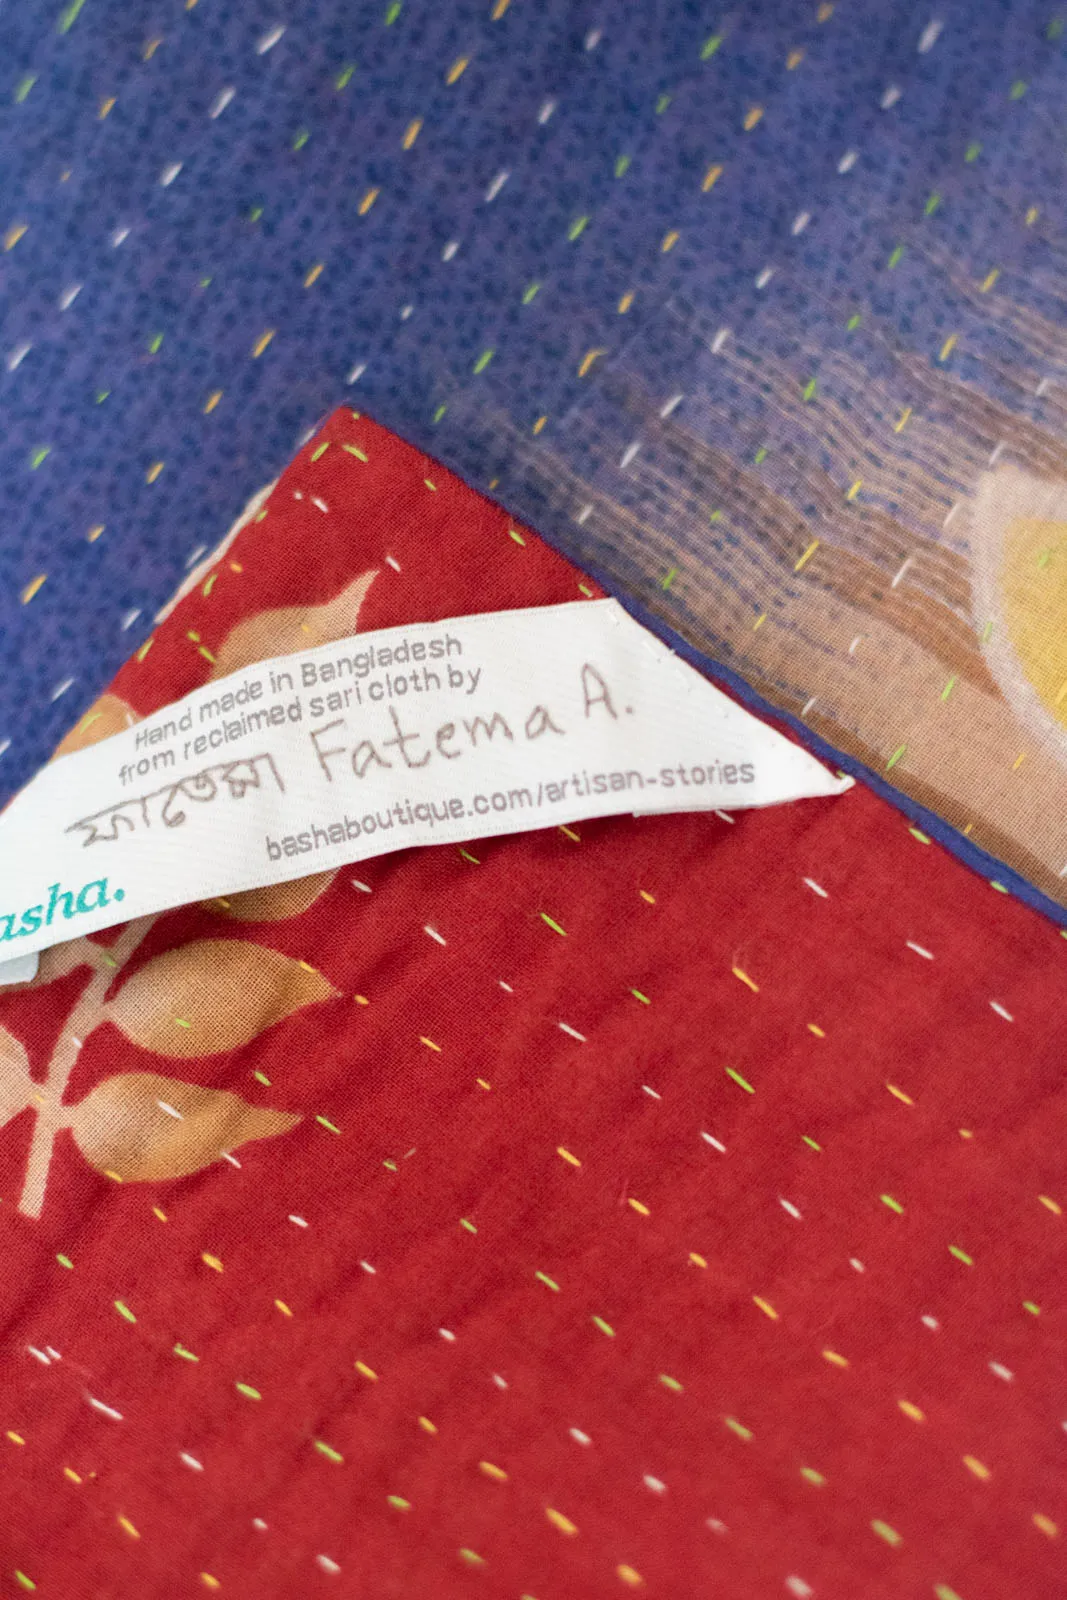 Hand made in Bangladesh
from reclaimed sari cloth by
ফাতেমা Fatema A.
bashaboutique.com/artisan-stories
asha.